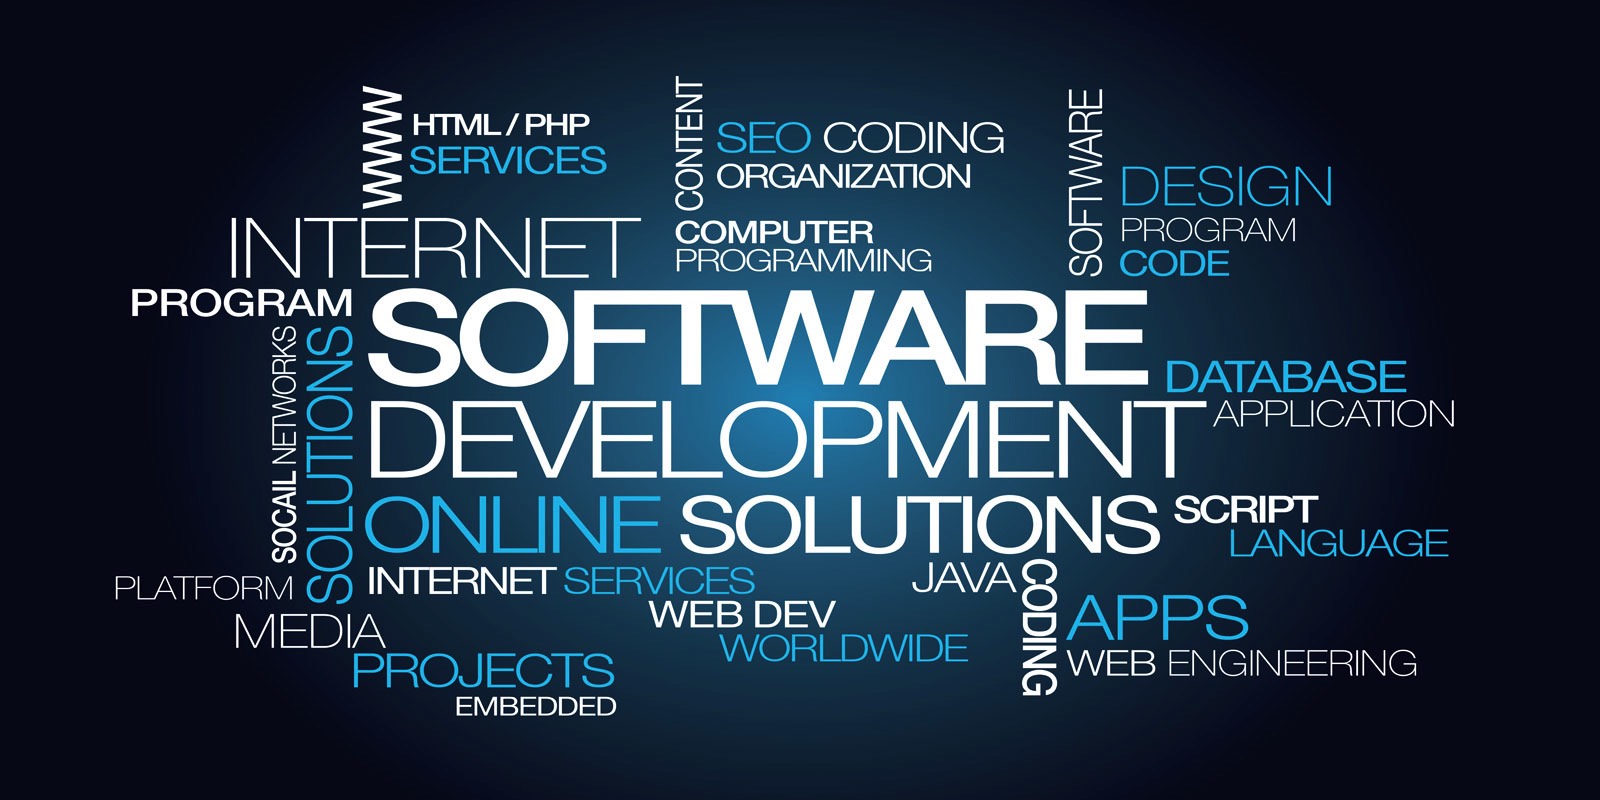 WWW
HTML / PHP
SERVICES
CONTENT
SEO CODING
ORGANIZATION
SOFTWARE
DESIGN
PROGRAM
CODE
INTERNET
COMPUTER
PROGRAMMING
PROGRAM
SOFTWARE
SOCAIL NETWORKS
SOLUTIONS
DEVELOPMENT
DATABASE
APPLICATION
ONLINE SOLUTIONS
SCRIPT
LANGUAGE
PLATFORM
INTERNET SERVICES
JAVA
CODING
MEDIA
WEB DEV
WORLDWIDE
APPS
WEB ENGINEERING
PROJECTS
EMBEDDED